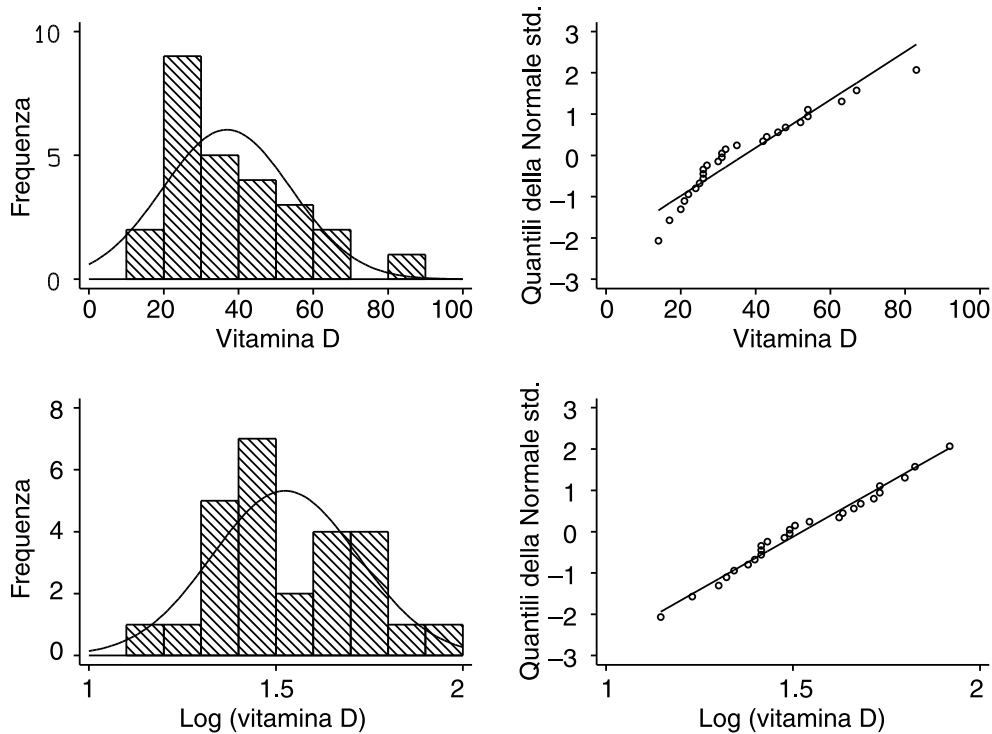 Frequenza
10
5
0
0 20 40 60 80 100
Vitamina D
Quantili della Normale std.
3
2
1
0
−1
−2
−3
0 20 40 60 80 100
Vitamina D
Frequenza
8
6
4
2
0
1 1.5 2
Log (vitamina D)
Quantili della Normale std.
3
2
1
0
−1
−2
−3
1 1.5 2
Log (vitamina D)